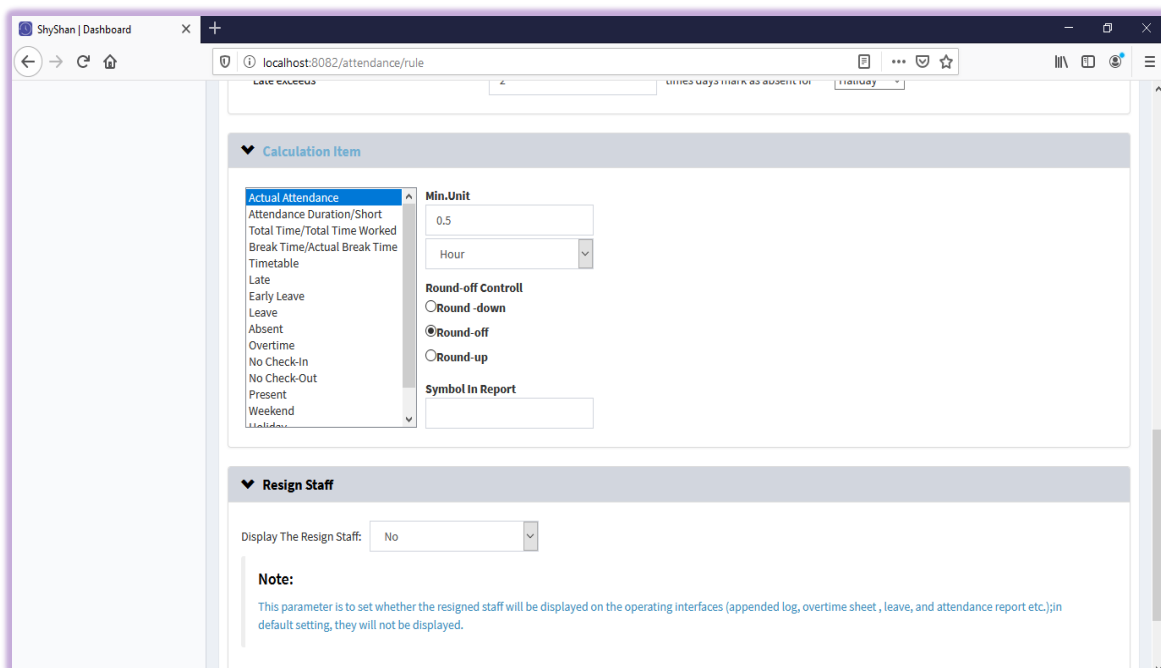 ShyShan | Dashboard
localhost:8082/attendance/rule
Late exceeds 2 times days mark as absent for Haliday
Calculation Item
Actual Attendance
Attendance Duration/Short
Total Time/Total Time Worked
Break Time/Actual Break Time
Timetable
Late
Early Leave
Leave
Absent
Overtime
No Check-In
No Check-Out
Present
Weekend
Holiday
Min.Unit
0.5
Hour
Round-off Controll
Round -down
Round-off
Round-up
Symbol In Report
Resign Staff
Display The Resign Staff: No
Note:
This parameter is to set whether the resigned staff will be displayed on the operating interfaces (appended log, overtime sheet , leave, and attendance report etc.);in
default setting, they will not be displayed.